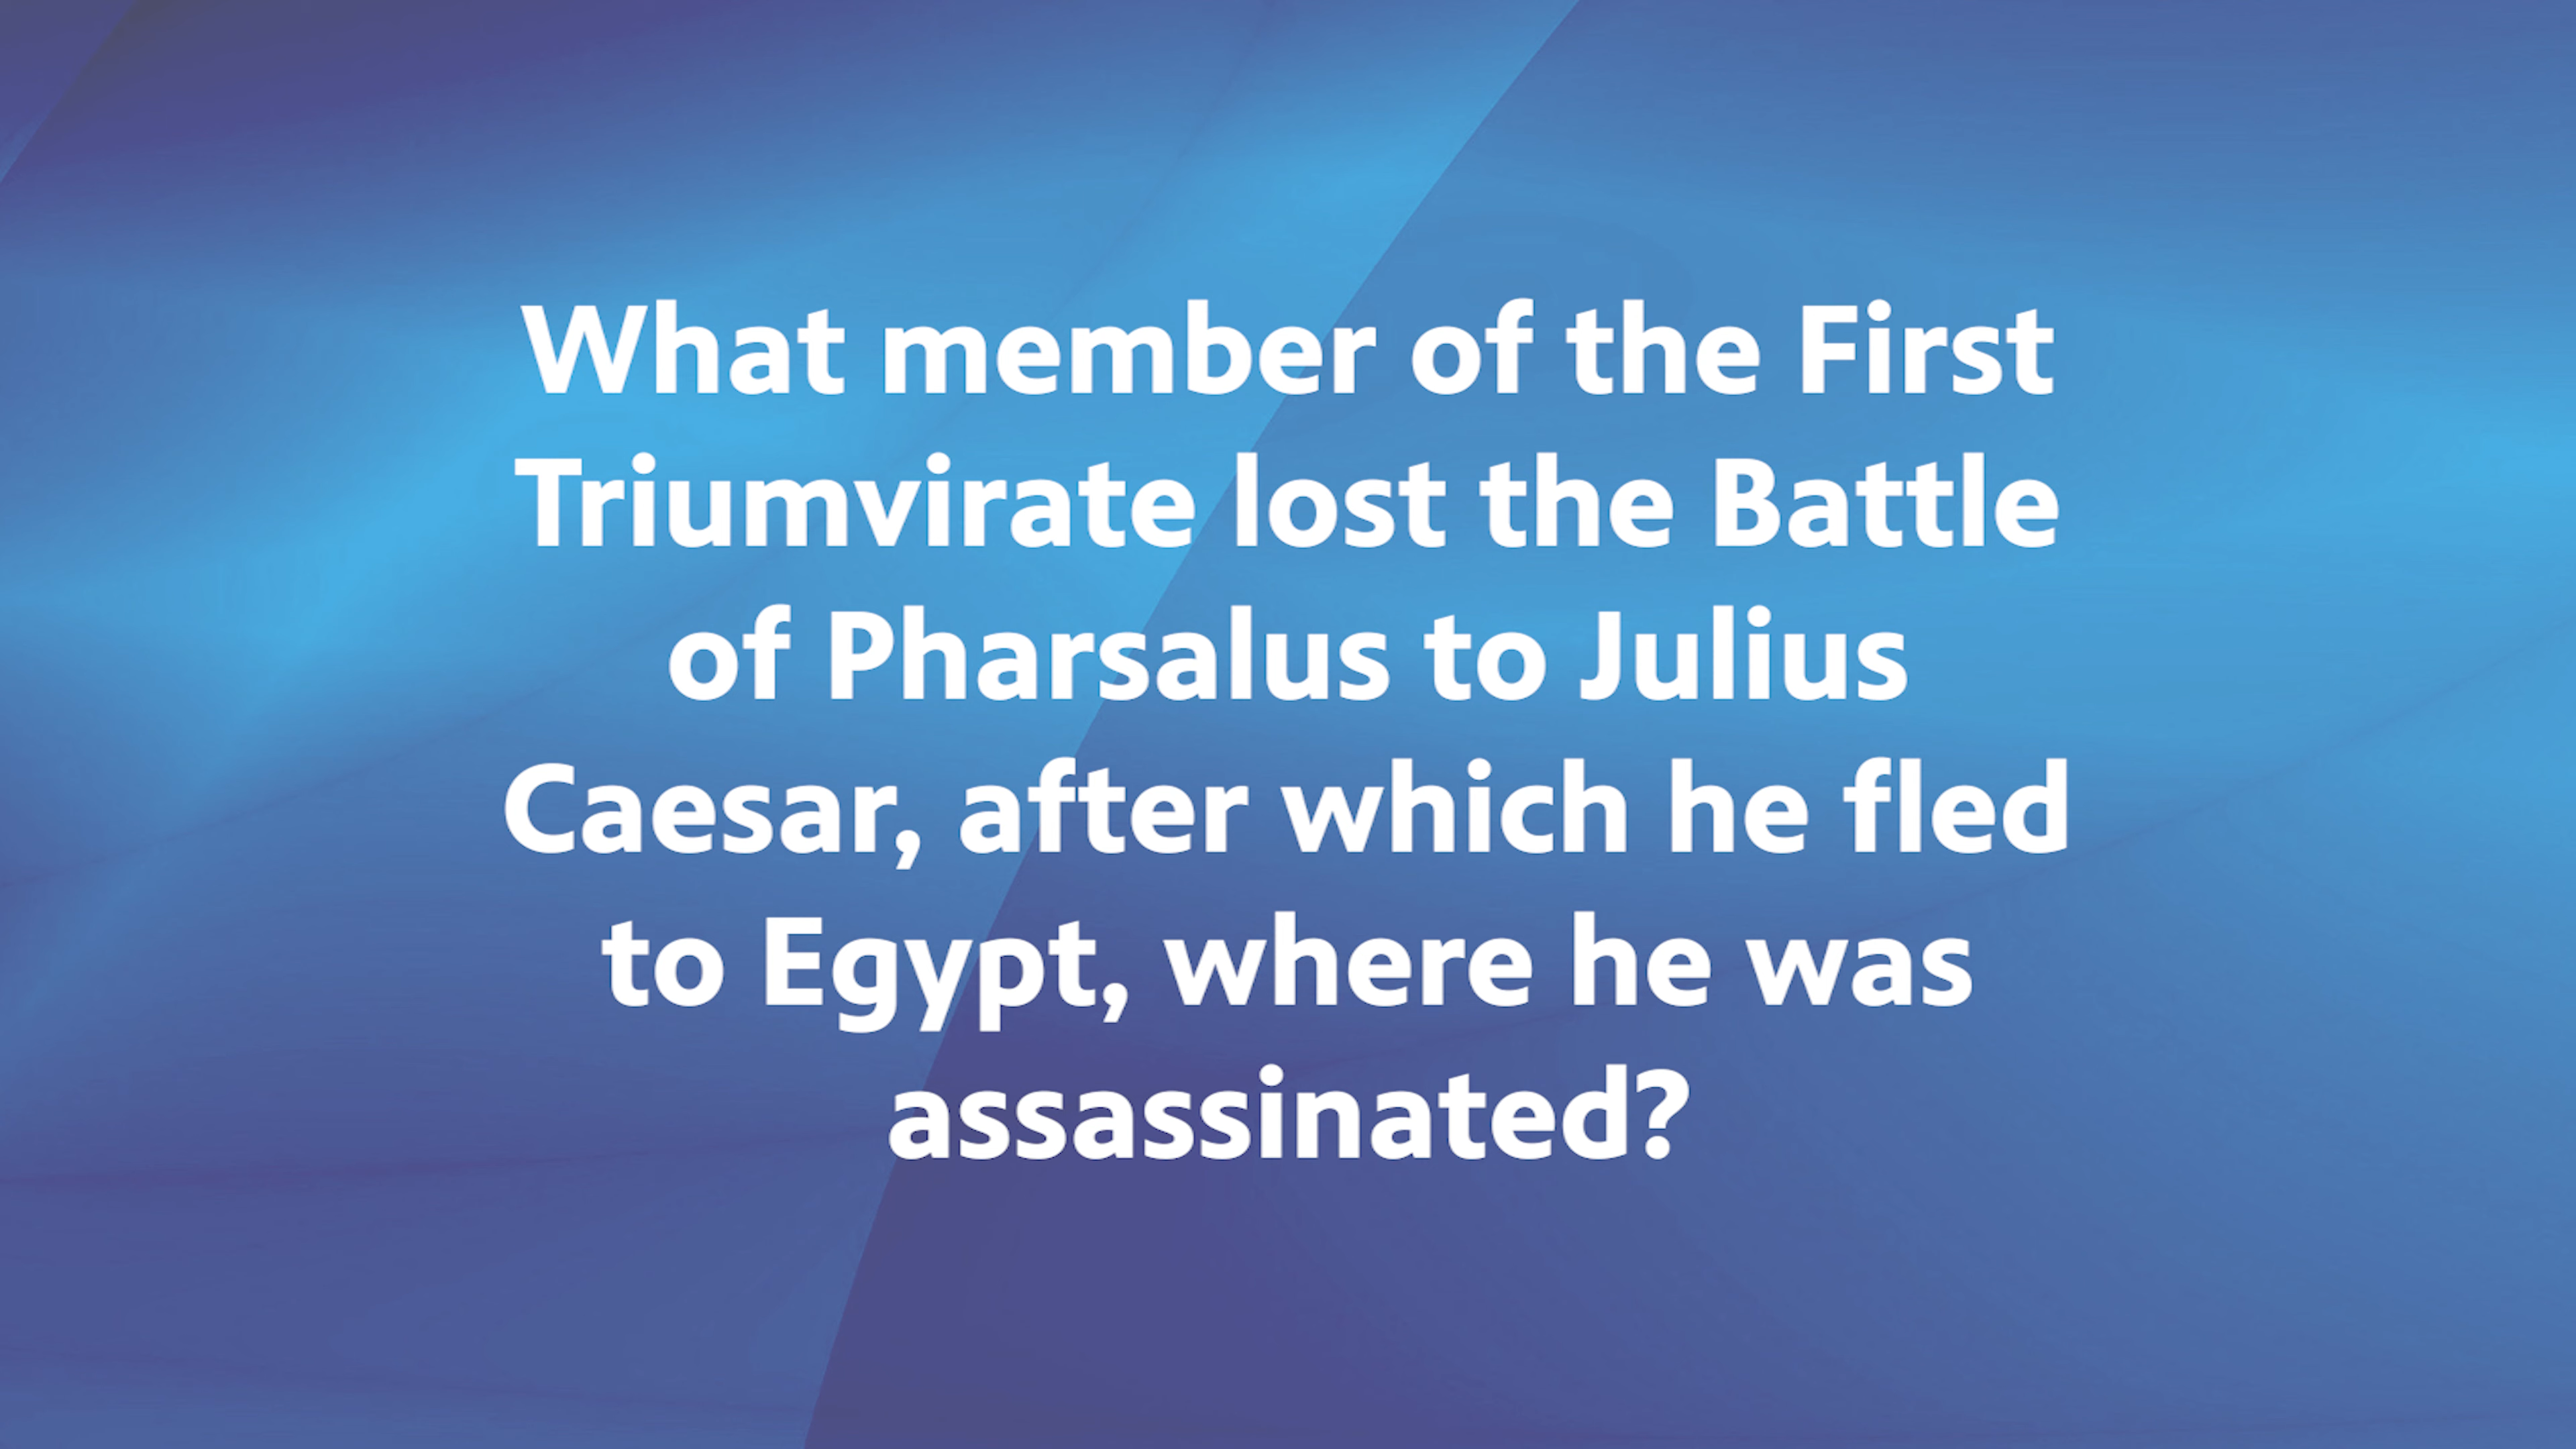 What member of the First
Triumvirate lost the Battle
of Pharsalus to Julius
Caesar, after which he fled
to Egypt, where he was
assassinated?